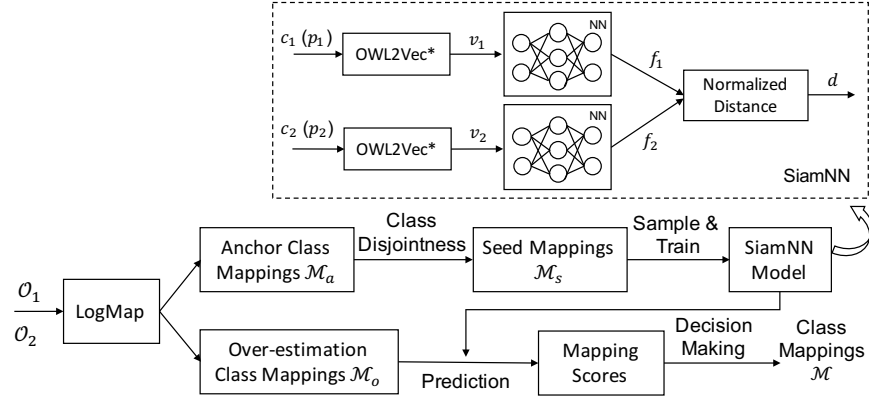 c₁ (p₁)
OWL2Vec*
v₁
NN
f₁
Normalized
Distance
d
c₂ (p₂)
OWL2Vec*
v₂
NN
f₂
SiamNN
O₁
O₂
LogMap
Anchor Class
Mappings Mₐ
Class
Disjointness
Seed Mappings
Mₛ
Sample &
Train
SiamNN
Model
Over-estimation
Class Mappings Mₒ
Prediction
Mapping
Scores
Decision
Making
Class
Mappings
M